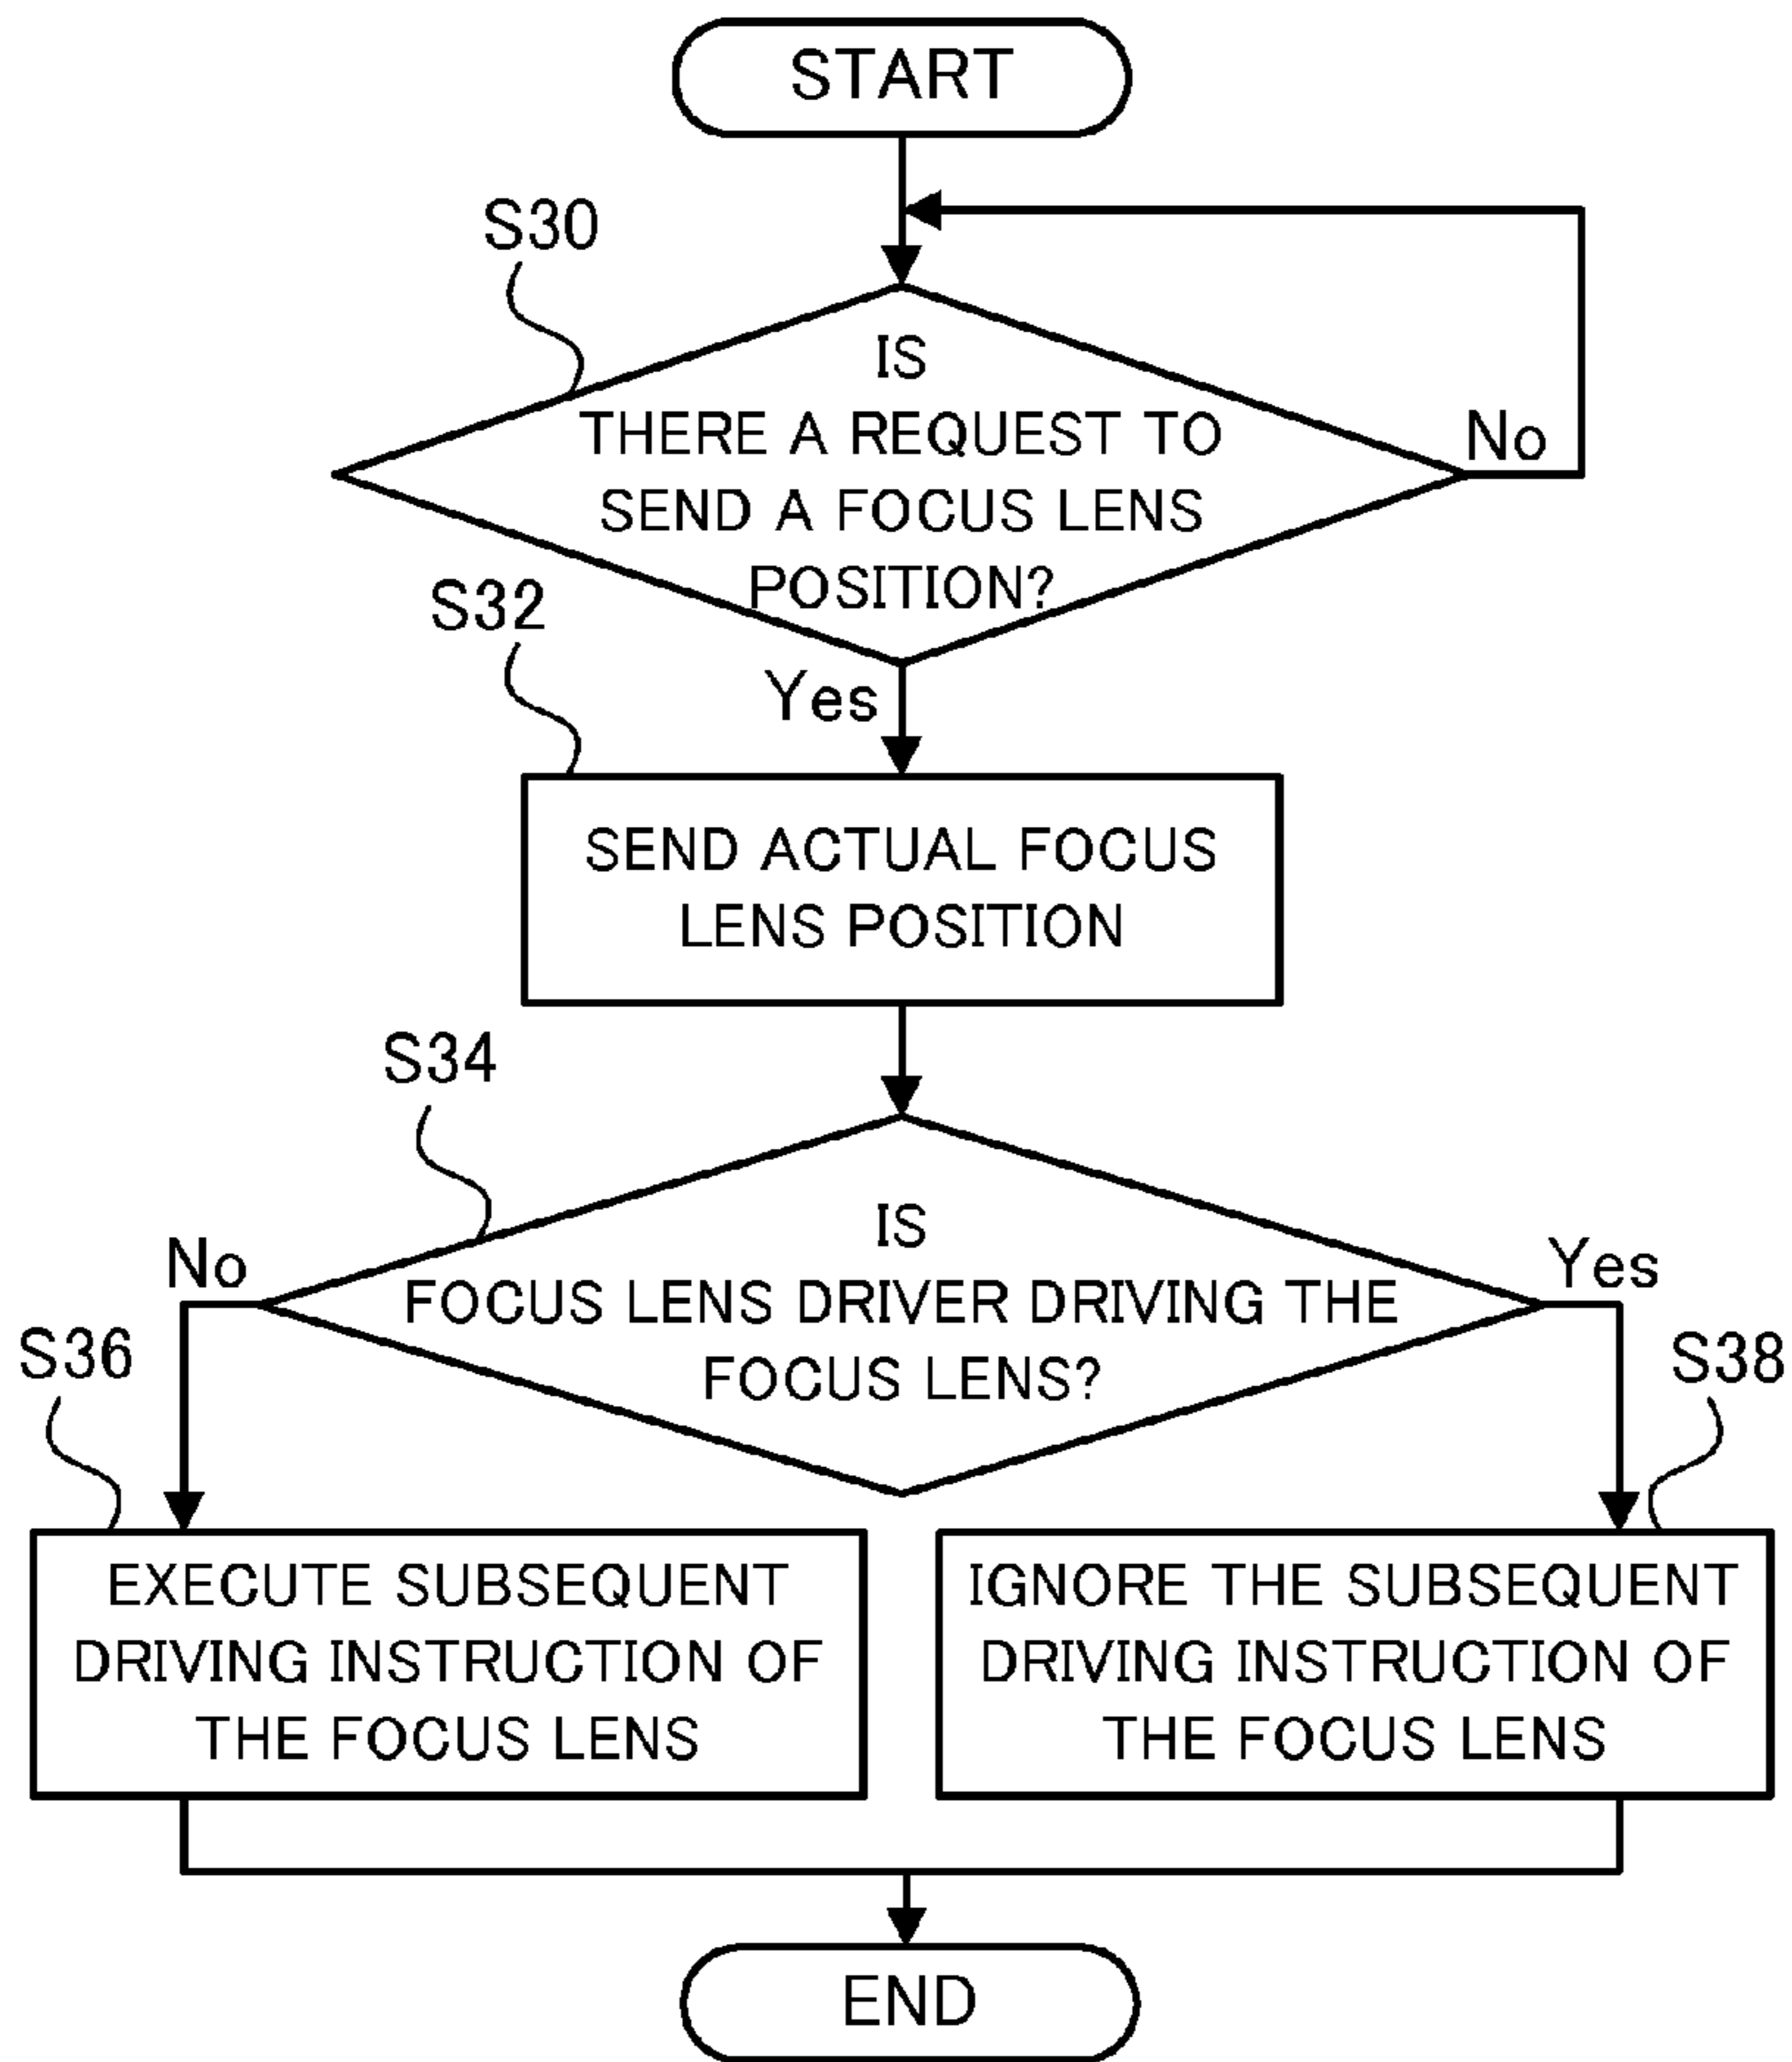 START
S30
IS
THERE A REQUEST TO
SEND A FOCUS LENS
POSITION?
No
S32
Yes
SEND ACTUAL FOCUS
LENS POSITION
S34
IS
FOCUS LENS DRIVER DRIVING THE
FOCUS LENS?
No
Yes
S36
S38
EXECUTE SUBSEQUENT
DRIVING INSTRUCTION OF
THE FOCUS LENS
IGNORE THE SUBSEQUENT
DRIVING INSTRUCTION OF
THE FOCUS LENS
END